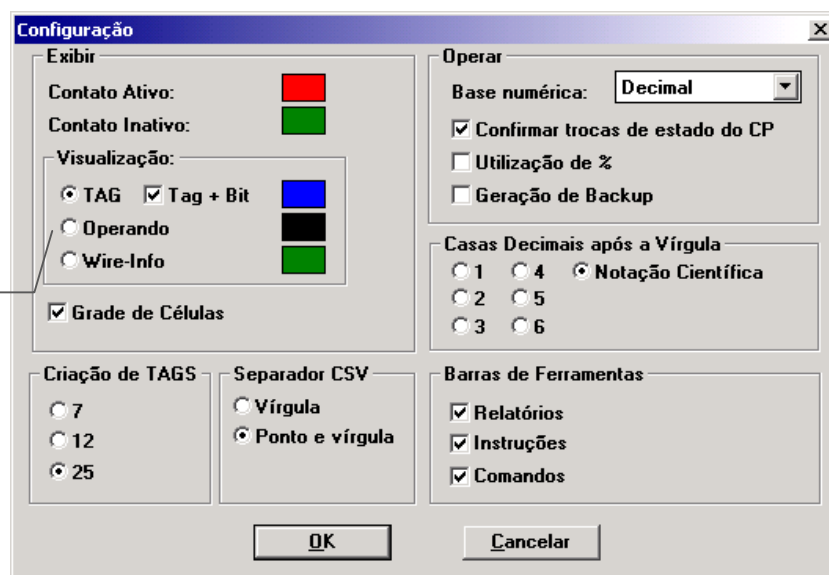 Configuração
Exibir
Contato Ativo:
Contato Inativo:
Visualização:
TAG Tag + Bit
Operando
Wire-Info
Grade de Células
Operar
Base numérica: Decimal
Confirmar trocas de estado do CP
Utilização de %
Geração de Backup
Casas Decimais após a Vírgula
1 4 Notação Científica
2 5
3 6
Criação de TAGS
7
12
25
Separador CSV
Vírgula
Ponto e vírgula
Barras de Ferramentas
Relatórios
Instruções
Comandos
OK Cancelar